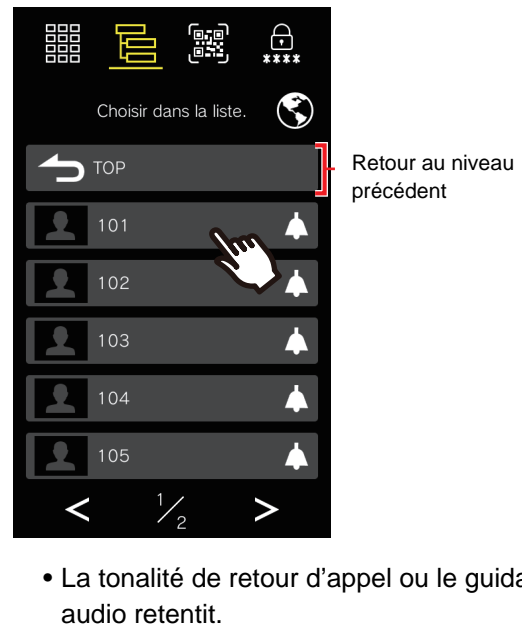 ****
Choisir dans la liste.
TOP
Retour au niveau
précédent
101
102
103
104
105
< 1/2 >
• La tonalité de retour d’appel ou le
audio retentit.